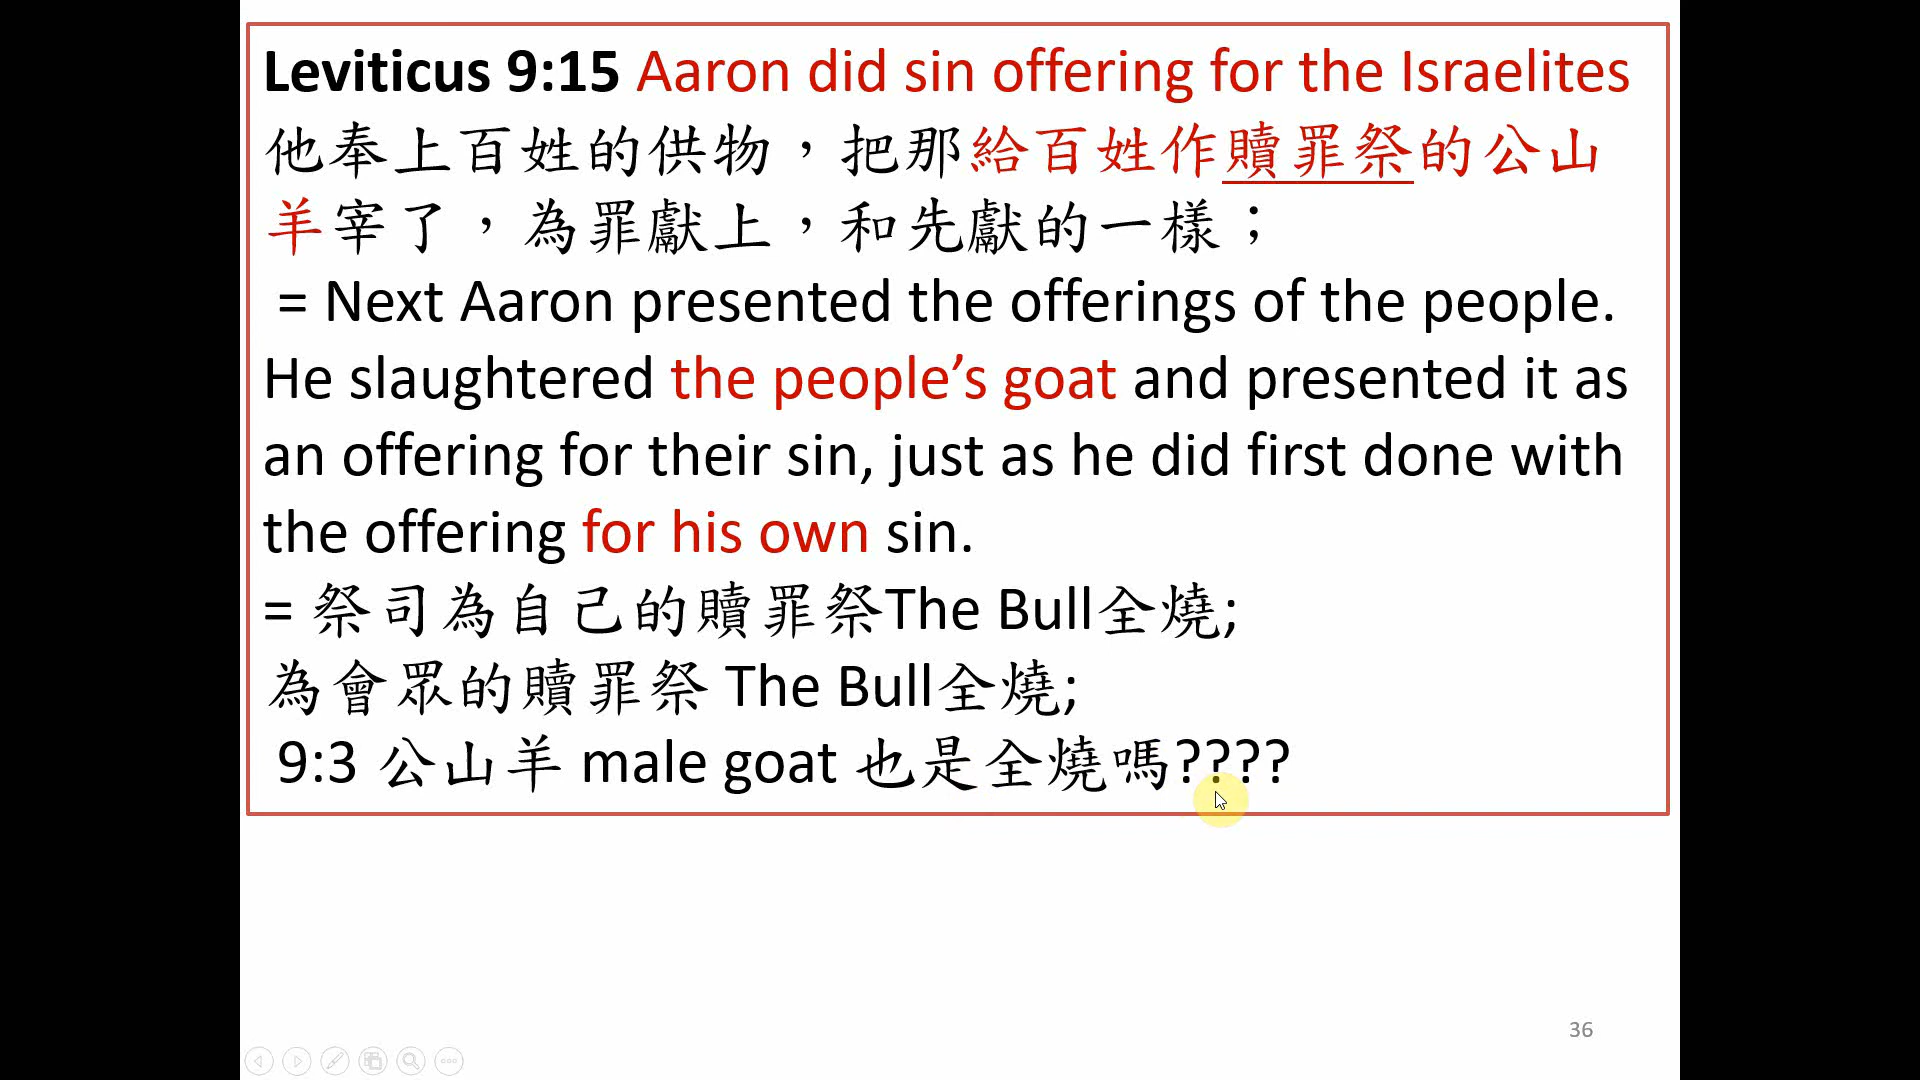 Leviticus 9:15 Aaron did sin offering for the Israelites
他奉上百姓的供物，把那給百姓作贖罪祭的公山
羊宰了，為罪獻上，和先獻的一樣；
= Next Aaron presented the offerings of the people.
He slaughtered the people’s goat and presented it as
an offering for their sin, just as he did first done with
the offering for his own sin.
= 祭司為自己的贖罪祭The Bull全燒;
為會眾的贖罪祭 The Bull全燒;
9:3 公山羊 male goat 也是全燒嗎????
36